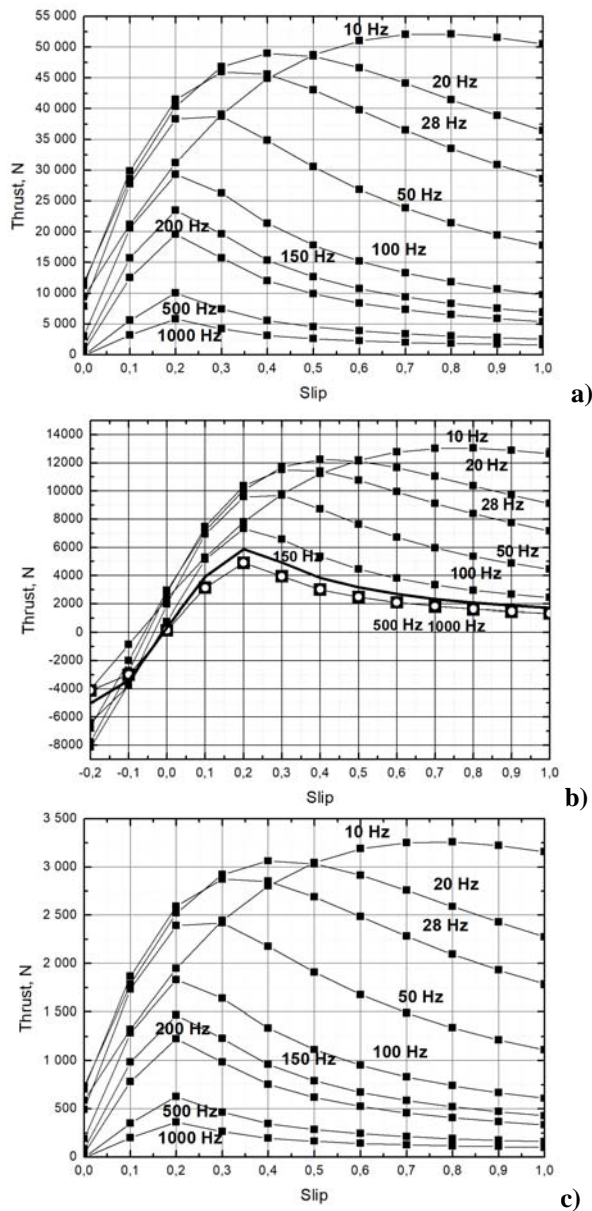 55 000
50 000
45 000
40 000
35 000
30 000
25 000
20 000
15 000
10 000
5 000
0
Thrust, N
10 Hz
20 Hz
28 Hz
50 Hz
100 Hz
150 Hz
200 Hz
500 Hz
1000 Hz
0,0 0,1 0,2 0,3 0,4 0,5 0,6 0,7 0,8 0,9 1,0
Slip
a)
14000
12000
10000
8000
6000
4000
2000
0
-2000
-4000
-6000
-8000
Thrust, N
10 Hz
20 Hz
28 Hz
50 Hz
150 Hz
100 Hz
500 Hz 1000 Hz
-0,2 -0,1 0,0 0,1 0,2 0,3 0,4 0,5 0,6 0,7 0,8 0,9 1,0
Slip
b)
3 500
3 000
2 500
2 000
1 500
1 000
500
0
Thrust, N
10 Hz
20 Hz
28 Hz
50 Hz
100 Hz
150 Hz
200 Hz
500 Hz
1000 Hz
0,0 0,1 0,2 0,3 0,4 0,5 0,6 0,7 0,8 0,9 1,0
Slip
c)